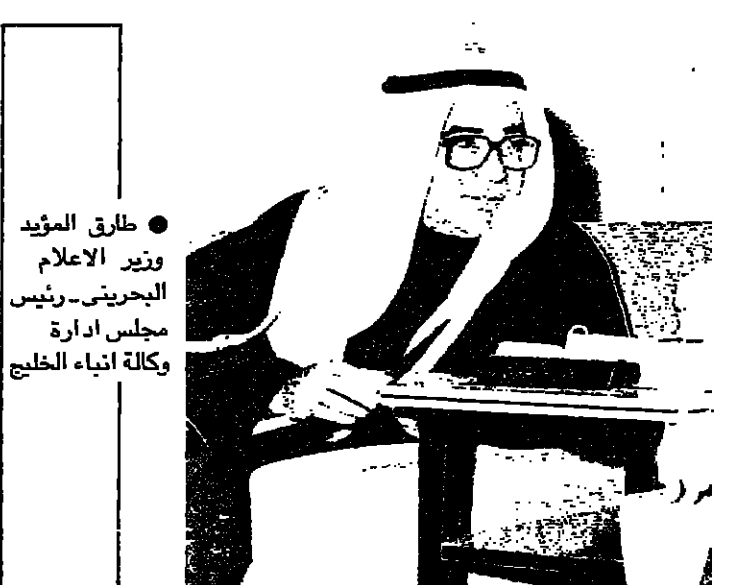 ● طارق المؤيد
وزير الاعلام
البحريني ـ رئيس
مجلس ادارة
وكالة انباء الخليج